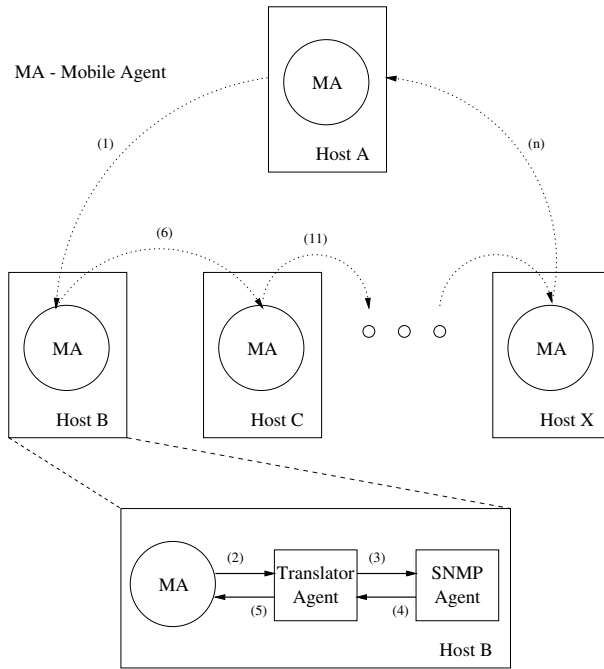 MA
MA - Mobile Agent
Host A
(1)
(n)
(6)
(11)
MA
MA
MA
Host B
Host C
Host X
(2)
(3)
MA
Translator
Agent
SNMP
Agent
(5)
(4)
Host B